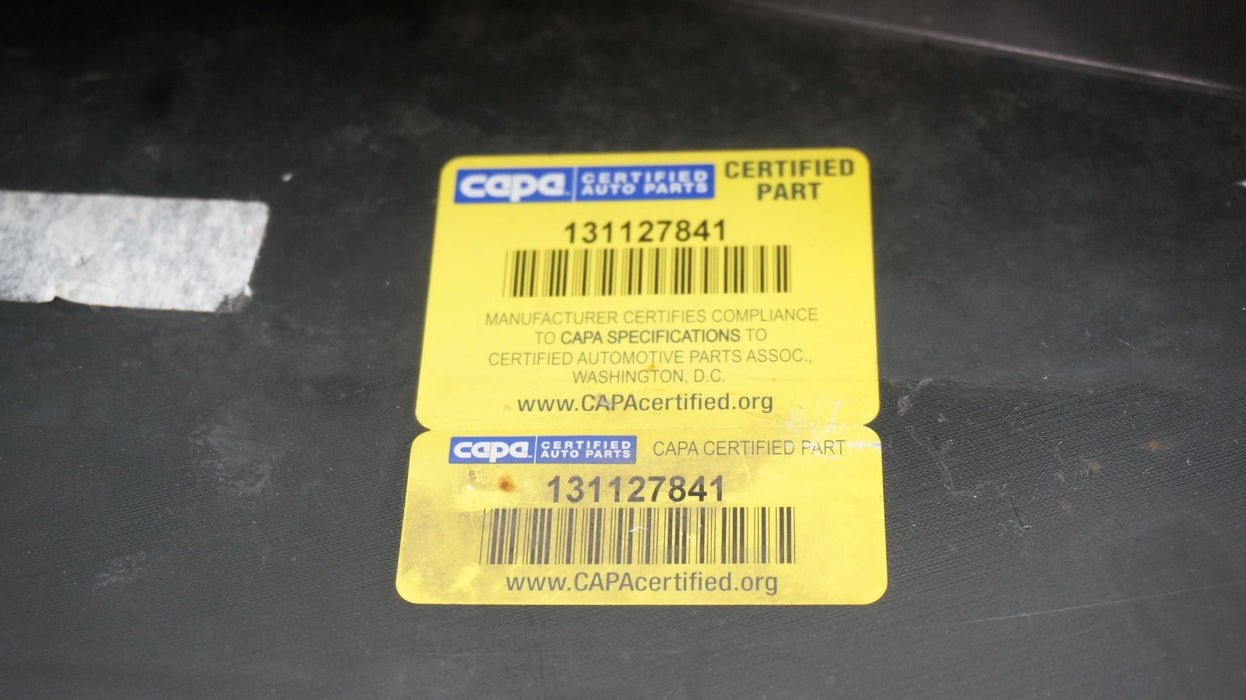 capa CERTIFIED AUTO PARTS CERTIFIED PART
131127841
MANUFACTURER CERTIFIES COMPLIANCE
TO CAPA SPECIFICATIONS TO
CERTIFIED AUTOMOTIVE PARTS ASSOC.,
WASHINGTON, D.C.
www.CAPAcertified.org
capa CERTIFIED AUTO PARTS CAPA CERTIFIED PART
131127841
www.CAPAcertified.org